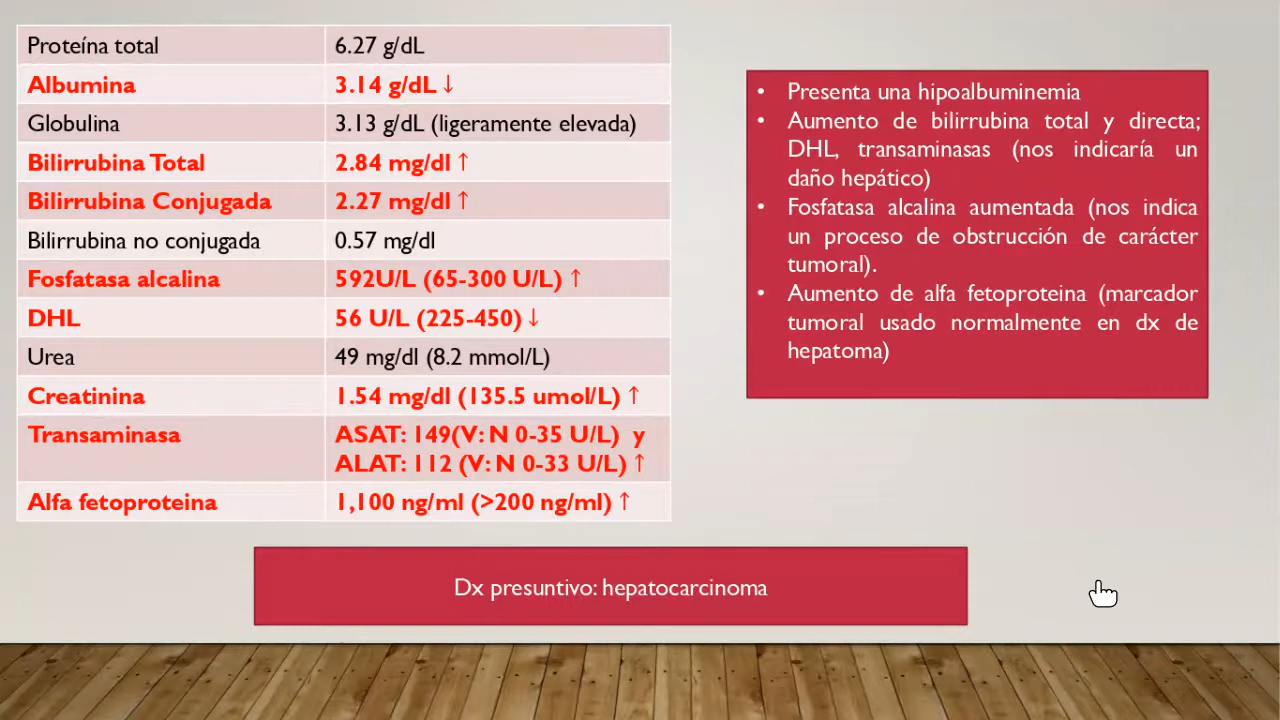 Proteína total 6.27 g/dL
Albumina 3.14 g/dL ↓
Globulina 3.13 g/dL (ligeramente elevada)
Bilirrubina Total 2.84 mg/dl ↑
Bilirrubina Conjugada 2.27 mg/dl ↑
Bilirrubina no conjugada 0.57 mg/dl
Fosfatasa alcalina 592U/L (65-300 U/L) ↑
DHL 56 U/L (225-450) ↓
Urea 49 mg/dl (8.2 mmol/L)
Creatinina 1.54 mg/dl (135.5 umol/L) ↑
Transaminasa ASAT: 149(V: N 0-35 U/L) y
ALAT: 112 (V: N 0-33 U/L) ↑
Alfa fetoproteina 1,100 ng/ml (>200 ng/ml) ↑
• Presenta una hipoalbuminemia
• Aumento de bilirrubina total y directa;
DHL, transaminasas (nos indicaría un
daño hepático)
• Fosfatasa alcalina aumentada (nos indica
un proceso de obstrucción de carácter
tumoral).
• Aumento de alfa fetoproteina (marcador
tumoral usado normalmente en dx de
hepatoma)
Dx presuntivo: hepatocarcinoma